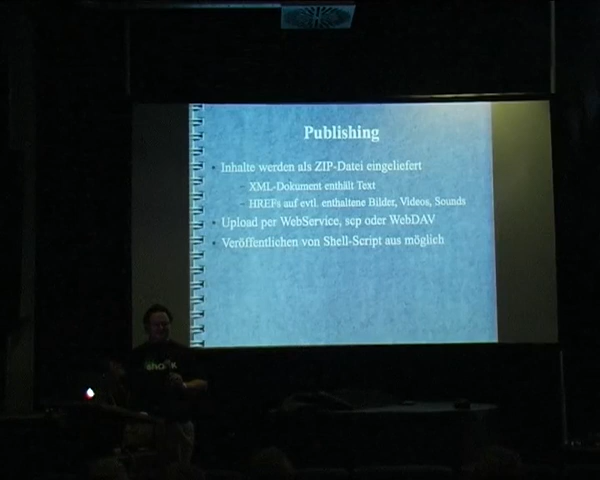 Publishing
• Inhalte werden als ZIP-Datei eingeliefert
– XML-Dokument enthält Text
– HREFs auf evtl. enthaltene Bilder, Videos, Sounds
• Upload per WebService, scp oder WebDAV
• Veröffentlichen von Shell-Script aus möglich